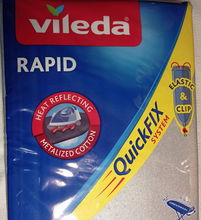 vileda
RAPID
HEAT REFLECTING
METALIZED COTTON
QuickFIX
SYSTEM
ELASTIC
& CLIP